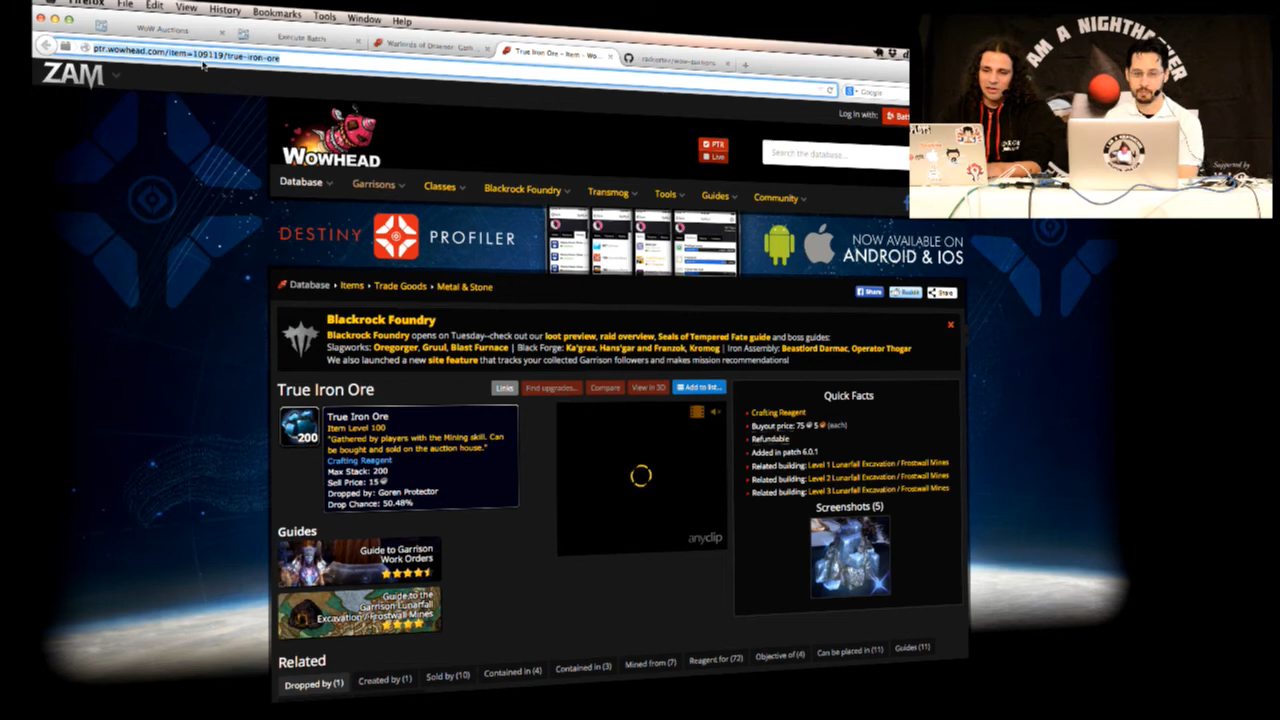 Firefox File Edit View History Bookmarks Tools Window Help
WoW Auctions
Execute Batch
Warlords of Draenor: Gath
True Iron Ore - Item - Wo...
ptr.wowhead.com/item=109119/true-iron-ore
Google
ZAM
Log in with:
WOWHEAD
PTR
Live
Search the database...
Database Garrisons Classes Blackrock Foundry Transmog Tools Guides Community
DESTINY PROFILER
NOW AVAILABLE ON
ANDROID & IOS
Database Items Trade Goods Metal & Stone
Share Reddit Share
Blackrock Foundry
Blackrock Foundry opens on Tuesday--check out our loot preview, raid overview, Seals of Tempered Fate guide and boss guides:
Slagworks: Oregorger, Gruul, Blast Furnace | Black Forge: Ka'graz, Hans'gar and Franzok, Kromog | Iron Assembly: Beastlord Darmac, Operator Thogar
We also launched a new site feature that tracks your collected Garrison followers and makes mission recommendations!
True Iron Ore
Links Find upgrades... Compare View in 3D Add to list...
200
True Iron Ore
Item Level 100
"Gathered by players with the Mining skill. Can
be bought and sold on the auction house."
Crafting Reagent
Max Stack: 200
Sell Price: 15
Dropped by: Goren Protector
Drop Chance: 50.48%
anyclip
Quick Facts
Crafting Reagent
Buyout price: 75 5 (each)
Refundable
Added in patch 6.0.1
Related building: Level 1 Lunarfall Excavation / Frostwall Mines
Related building: Level 2 Lunarfall Excavation / Frostwall Mines
Related building: Level 3 Lunarfall Excavation / Frostwall Mines
Screenshots (5)
Guides
Guide to Garrison
Work Orders
Guide to the
Garrison Lunarfall
Excavation / Frostwall Mines
Related
Dropped by (1) Created by (1) Sold by (10) Contained in (4) Contained in (3) Mined from (7) Reagent for (72) Objective of (4) Can be placed in (11) Guides (11)
AM A NIGHTH
Supported by